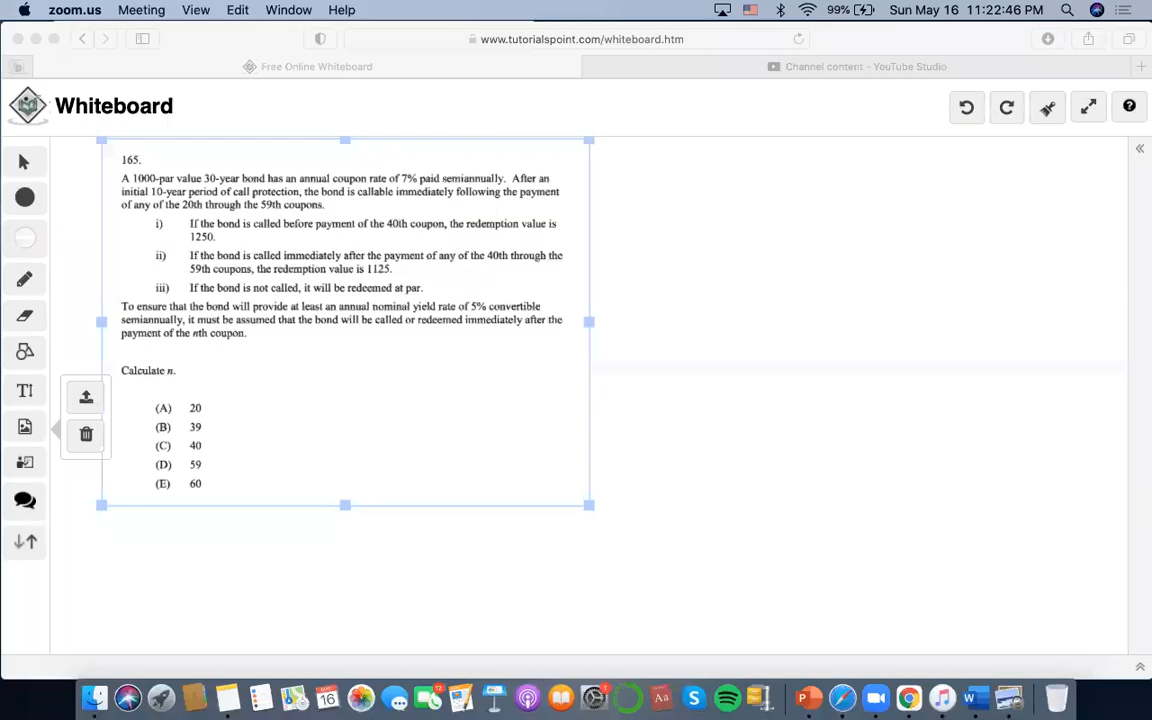 zoom.us Meeting View Edit Window Help 99% Sun May 16 11:22:46 PM
www.tutorialspoint.com/whiteboard.htm
Free Online Whiteboard Channel content - YouTube Studio
Whiteboard
165.
A 1000-par value 30-year bond has an annual coupon rate of 7% paid semiannually. After an
initial 10-year period of call protection, the bond is callable immediately following the payment
of any of the 20th through the 59th coupons.
i) If the bond is called before payment of the 40th coupon, the redemption value is
1250.
ii) If the bond is called immediately after the payment of any of the 40th through the
59th coupons, the redemption value is 1125.
iii) If the bond is not called, it will be redeemed at par.
To ensure that the bond will provide at least an annual nominal yield rate of 5% convertible
semiannually, it must be assumed that the bond will be called or redeemed immediately after the
payment of the nth coupon.
Calculate n.
(A) 20
(B) 39
(C) 40
(D) 59
(E) 60